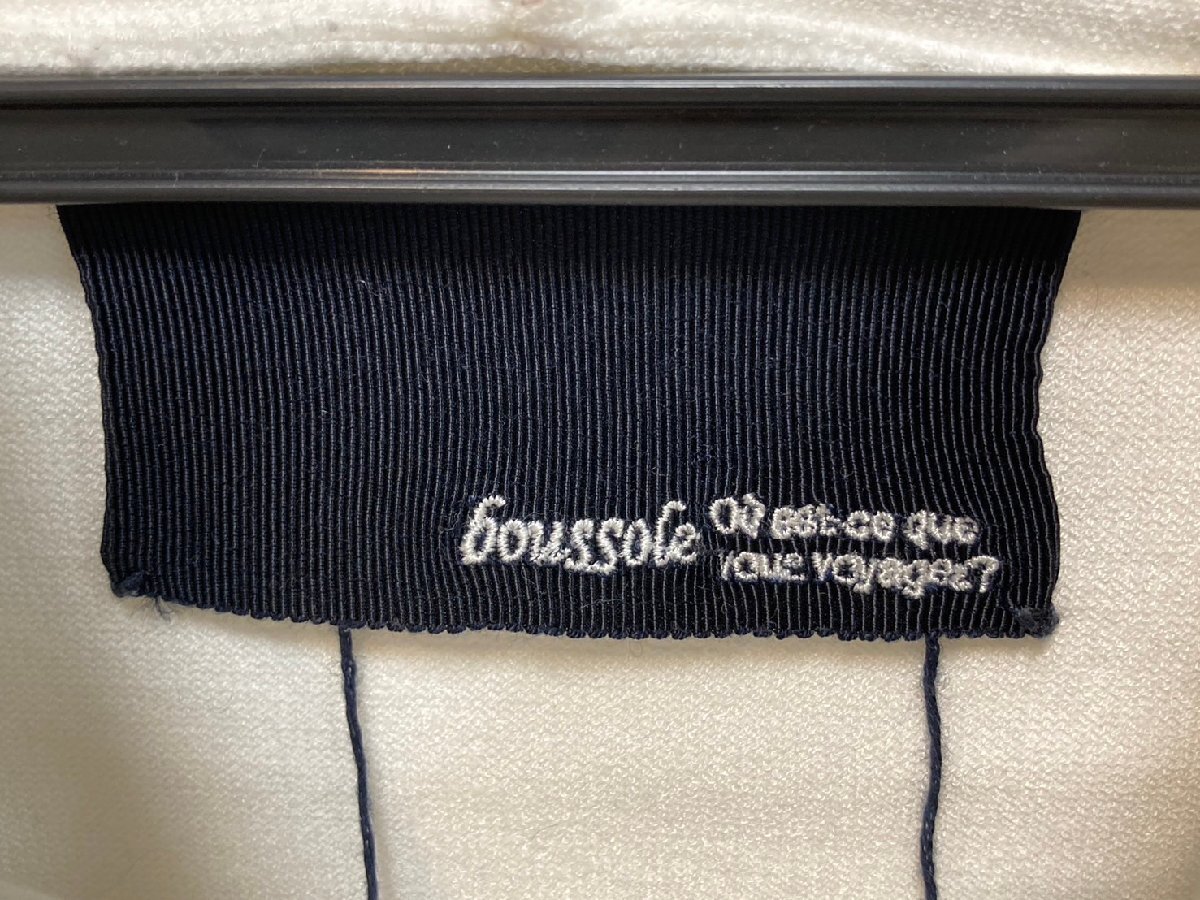 boussole
Où est-ce que
vous voyagez?